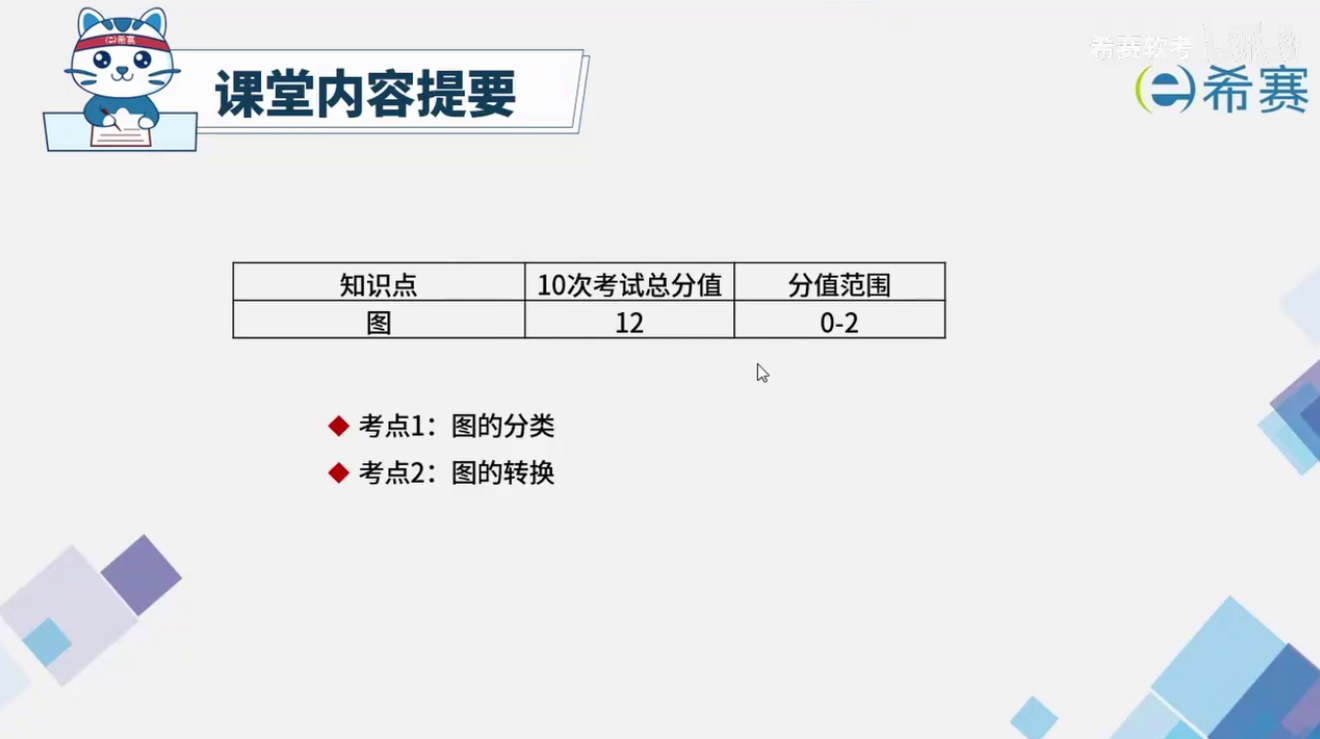 希赛
课堂内容提要
希赛软考
希赛
知识点 10次考试总分值 分值范围
图 12 0-2
考点1：图的分类
考点2：图的转换